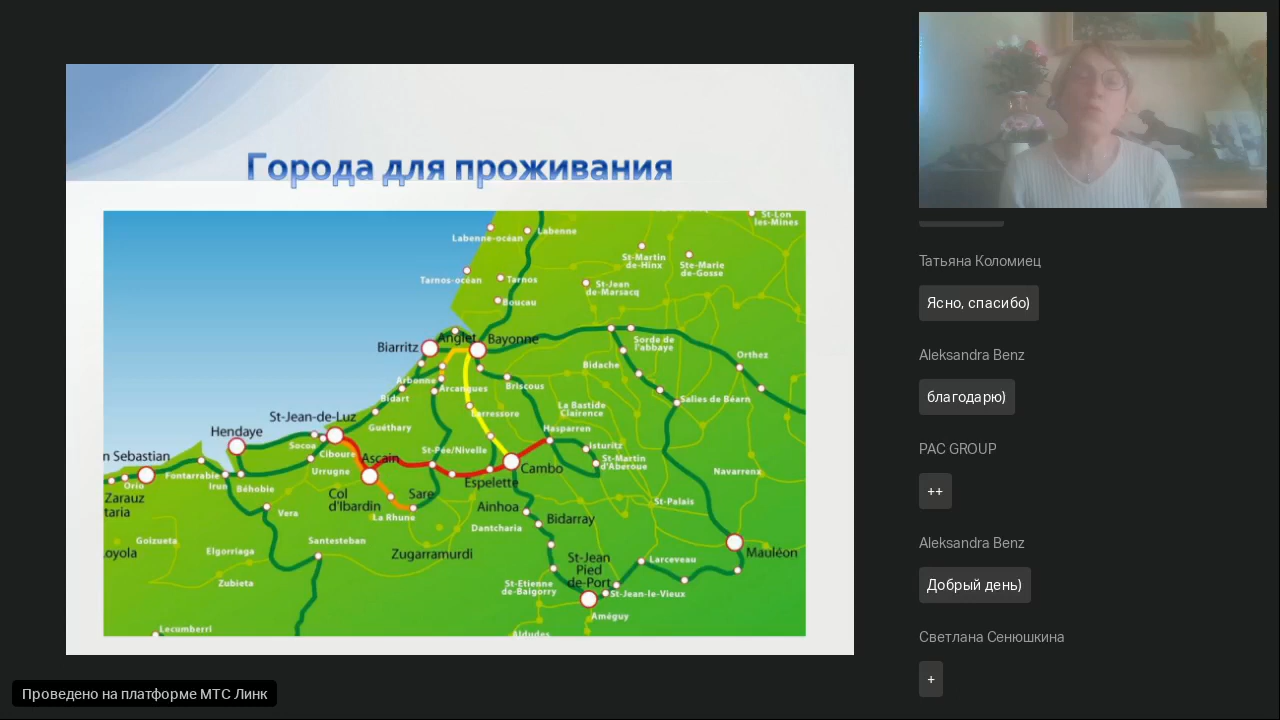 Города для проживания
St-Lon
les-Mines
Labenne-océan
Labenne
St-Martin
de-Hinx
Ste-Marie
de-Gosse
Tarnos-océan
Tarnos
St-Jean
de-Marsacq
Boucau
Biarritz
Anglet
Bayonne
Sorde de
l'abbaye
Orthez
Bidache
Arbonne
Arcangues
Briscous
Bidart
Salies de Béarn
La Bastide
Clairence
Larressore
St-Jean-de-Luz
Guéthary
Hasparren
Hendaye
Socoa
Ciboure
St-Pée/Nivelle
Isturitz
n Sebastian
Ascain
Cambo
St-Martin
d'Aberoue
Urrugne
Navarrenx
Fontarrabie
Orio
Irun
Béhobie
Espelette
Zarauz
taria
Col
d'Ibardin
Sare
St-Palais
Vera
La Rhune
Ainhoa
Bidarray
Dantcharia
Goizueta
Santesteban
oyola
Elgorriaga
Zugarramurdi
St-Jean
Pied
de-Port
Larceveau
Mauléon
Zubieta
St-Etienne
de-Baigorry
St-Jean-le-Vieux
Améguy
Lecumberri
Aldudes
Татьяна Коломиец
Ясно, спасибо)
Aleksandra Benz
благодарю)
PAC GROUP
++
Aleksandra Benz
Добрый день)
Светлана Сенюшкина
+
Проведено на платформе МТС Линк